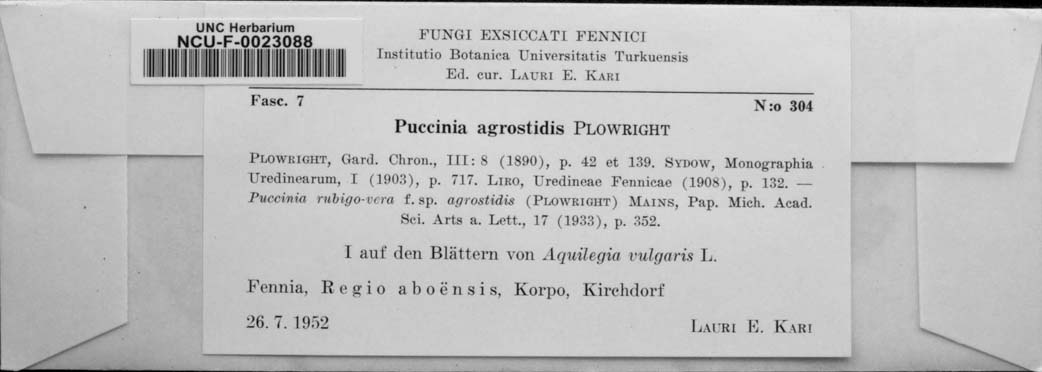 UNC Herbarium
NCU-F-0023088
FUNGI EXSICCATI FENNICI
Institutio Botanica Universitatis Turkuensis
Ed. cur. LAURI E. KARI
Fasc. 7 N:o 304
Puccinia agrostidis PLOWRIGHT
PLOWRIGHT, Gard. Chron., III: 8 (1890), p. 42 et 139. SYDOW, Monographia
Uredinearum, I (1903), p. 717. LIRO, Uredineae Fennicae (1908), p. 132. —
Puccinia rubigo-vera f. sp. agrostidis (PLOWRIGHT) MAINS, Pap. Mich. Acad.
Sci. Arts a. Lett., 17 (1933), p. 352.
I auf den Blättern von Aquilegia vulgaris L.
Fennia, Regio aboënsis, Korpo, Kirchdorf
26. 7. 1952 LAURI E. KARI